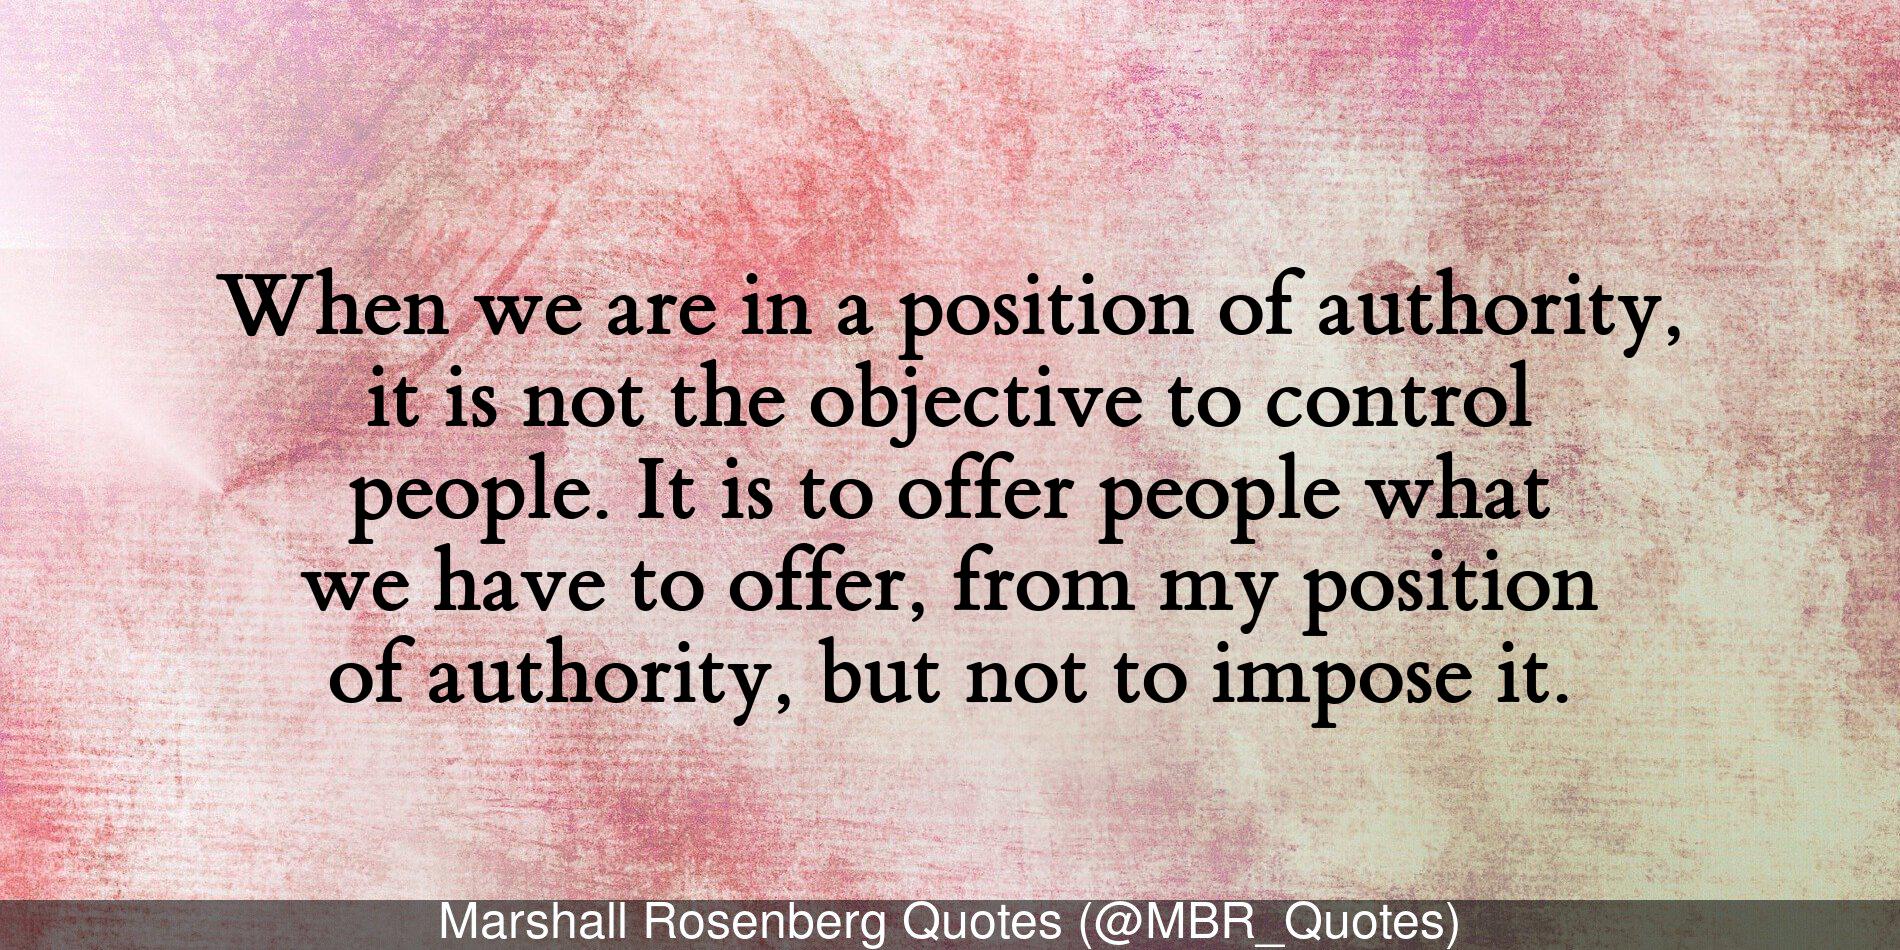 When we are in a position of authority,
it is not the objective to control
people. It is to offer people what
we have to offer, from my position
of authority, but not to impose it.
Marshall Rosenberg Quotes (@MBR_Quotes)